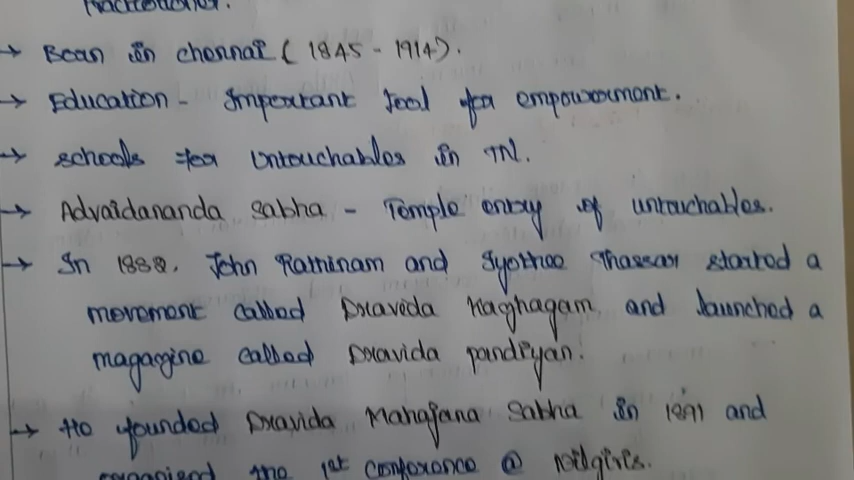 Practitioner.
→ Born in chennai ( 1845 - 1914).
→ Education - Important tool for empowerment.
→ schools for Untouchables in TN.
→ Advaidananda Sabha - Temple entry of untouchables.
→ In 1882, John Rathinam and Iyothee Thassar started a
movement called Dravida Kazhagam and launched a
magazine called Dravida pandiyan.
→ He founded Dravida Mahajana Sabha in 1891 and
organised the 1st conference @ Nilgiris.